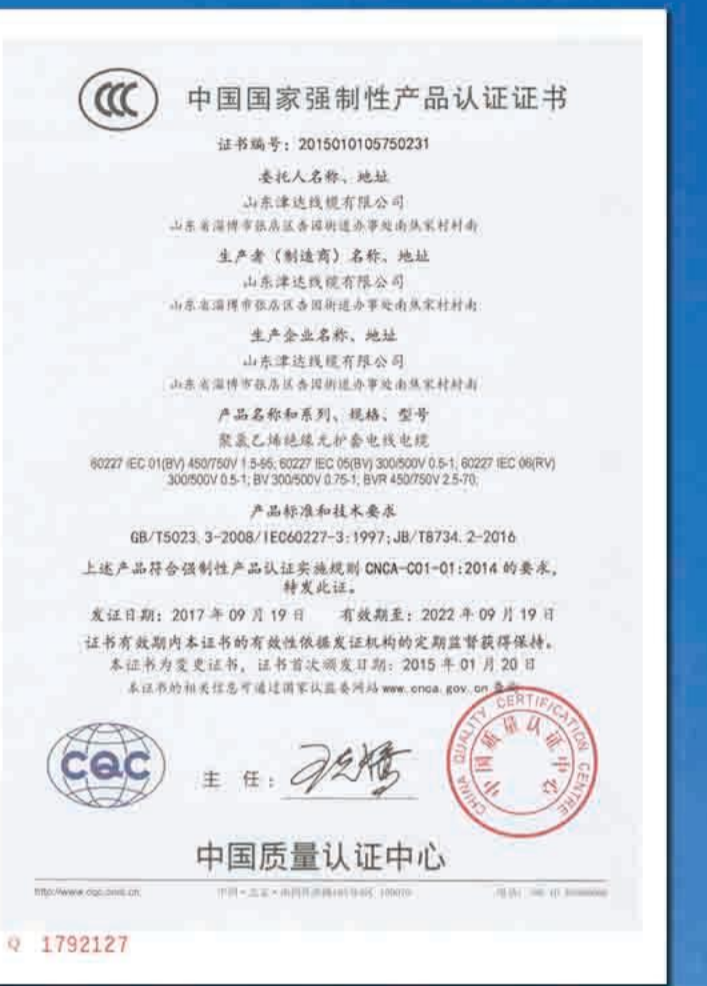 中国国家强制性产品认证证书
证书编号：2015010105750231
委托人名称、地址
山东津达线缆有限公司
山东省淄博市张店区杏园街道办事处南焦家村村南
生产者（制造商）名称、地址
山东津达线缆有限公司
山东省淄博市张店区杏园街道办事处南焦家村村南
生产企业名称、地址
山东津达线缆有限公司
山东省淄博市张店区杏园街道办事处南焦家村村南
产品名称和系列、规格、型号
聚氯乙烯绝缘无护套电线电缆
60227 IEC 01(BV) 450/750V 1.5-95; 60227 IEC 05(BV) 300/500V 0.5-1; 60227 IEC 06(RV)
300/500V 0.5-1; BV 300/500V 0.75-1; BVR 450/750V 2.5-70;
产品标准和技术要求
GB/T5023.3-2008/IEC60227-3:1997;JB/T8734.2-2016
上述产品符合强制性产品认证实施规则 CNCA-C01-01:2014 的要求，
特发此证。
发证日期：2017 年 09 月 19 日 有效期至：2022 年 09 月 19 日
证书有效期内本证书的有效性依据发证机构的定期监督获得保持。
本证书为变更证书，证书首次颁发日期：2015 年 01 月 20 日
本证书的相关信息可通过国家认监委网站 www.cnca.gov.cn
CHINA QUALITY CERTIFICATION CENTRE
中国质量认证中心
CQC
主 任：
中国质量认证中心
http://www.cqc.com.cn
Q 1792127